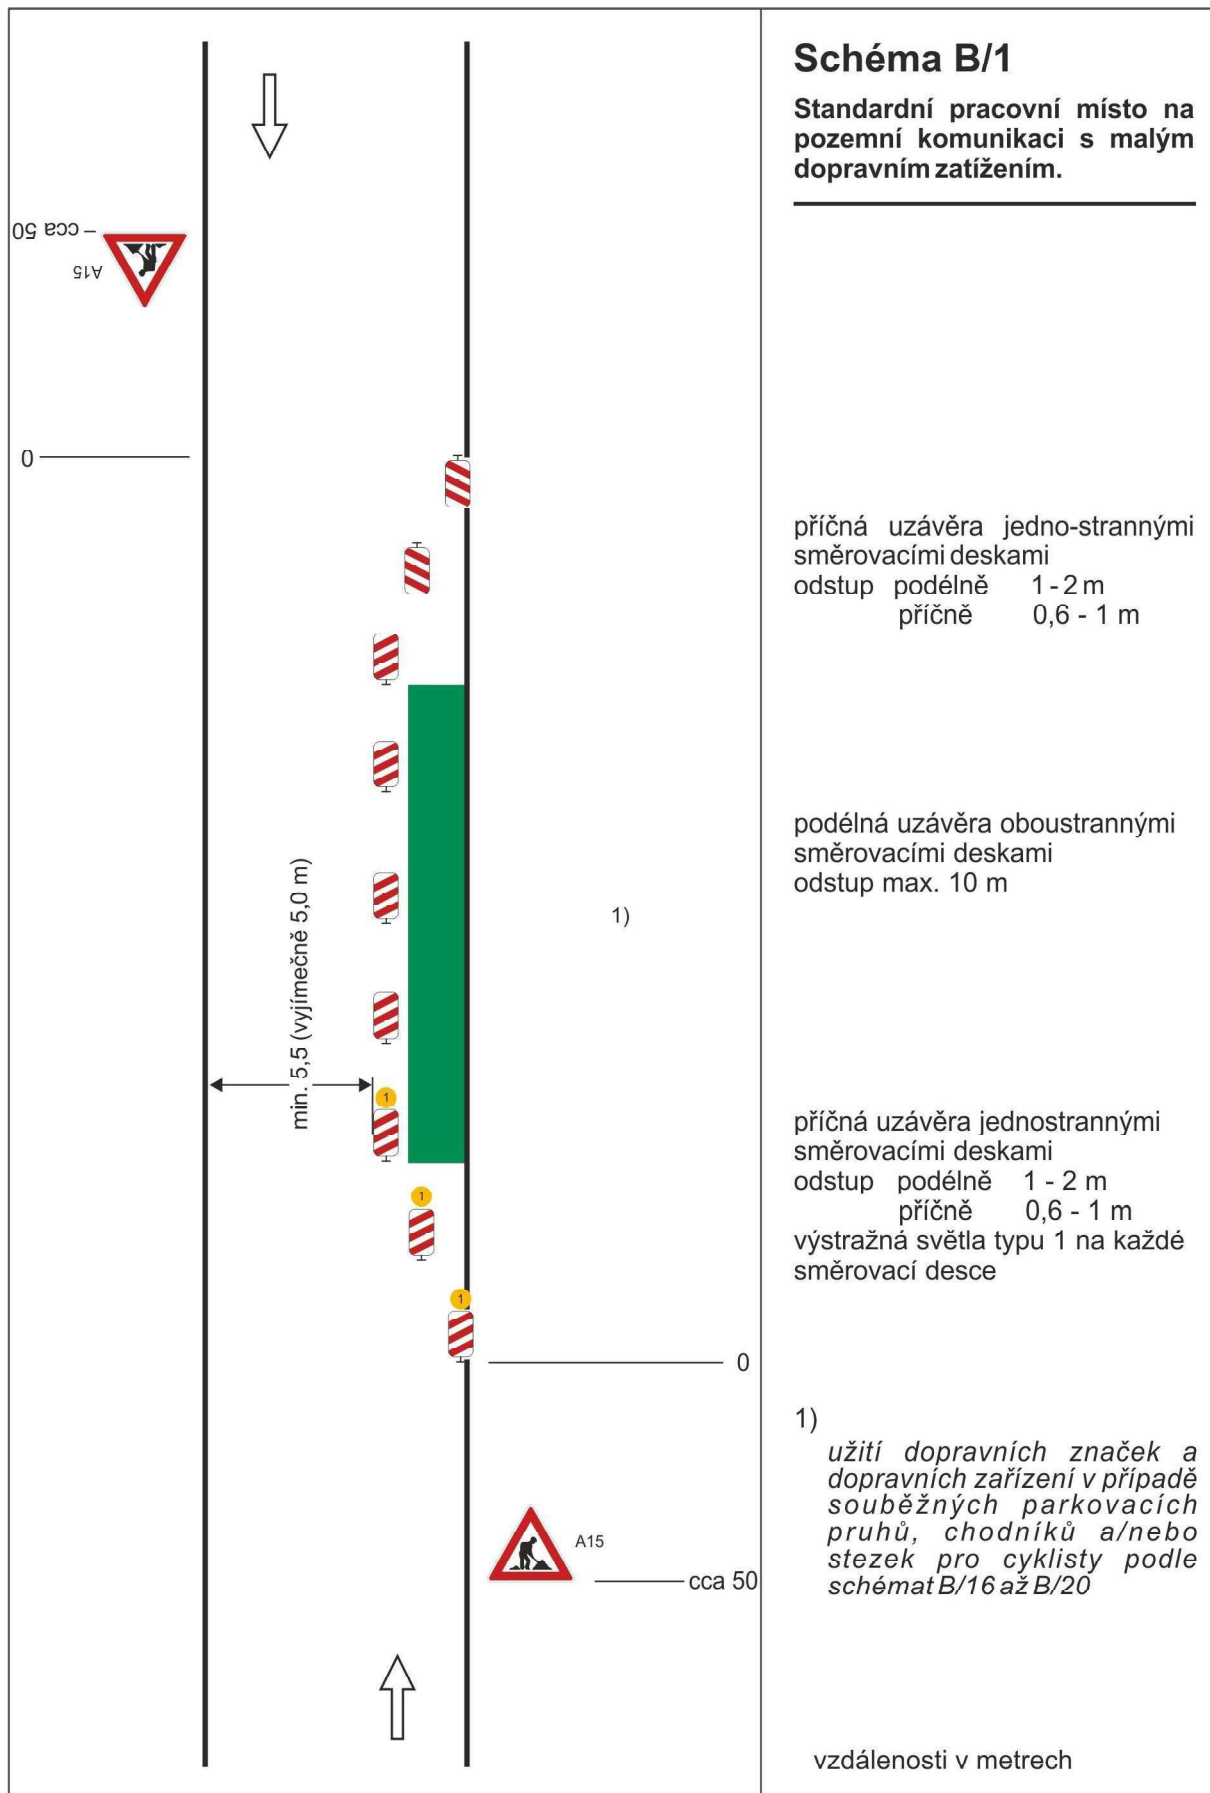 Schéma B/1
Standardní pracovní místo na
pozemní komunikaci s malým
dopravním zatížením.
cca 50
A15
0
příčná uzávěra jedno-strannými
směrovacími deskami
odstup podélně 1 - 2 m
příčně 0,6 - 1 m
podélná uzávěra oboustrannými
směrovacími deskami
odstup max. 10 m
1)
min. 5,5 (vyjímečně 5,0 m)
1
1
1
příčná uzávěra jednostrannými
směrovacími deskami
odstup podélně 1 - 2 m
příčně 0,6 - 1 m
výstražná světla typu 1 na každé
směrovací desce
0
A15
cca 50
1)
užití dopravních značek a
dopravních zařízení v případě
souběžných parkovacích
pruhů, chodníků a/nebo
stezek pro cyklisty podle
schémat B/16 až B/20
vzdálenosti v metrech